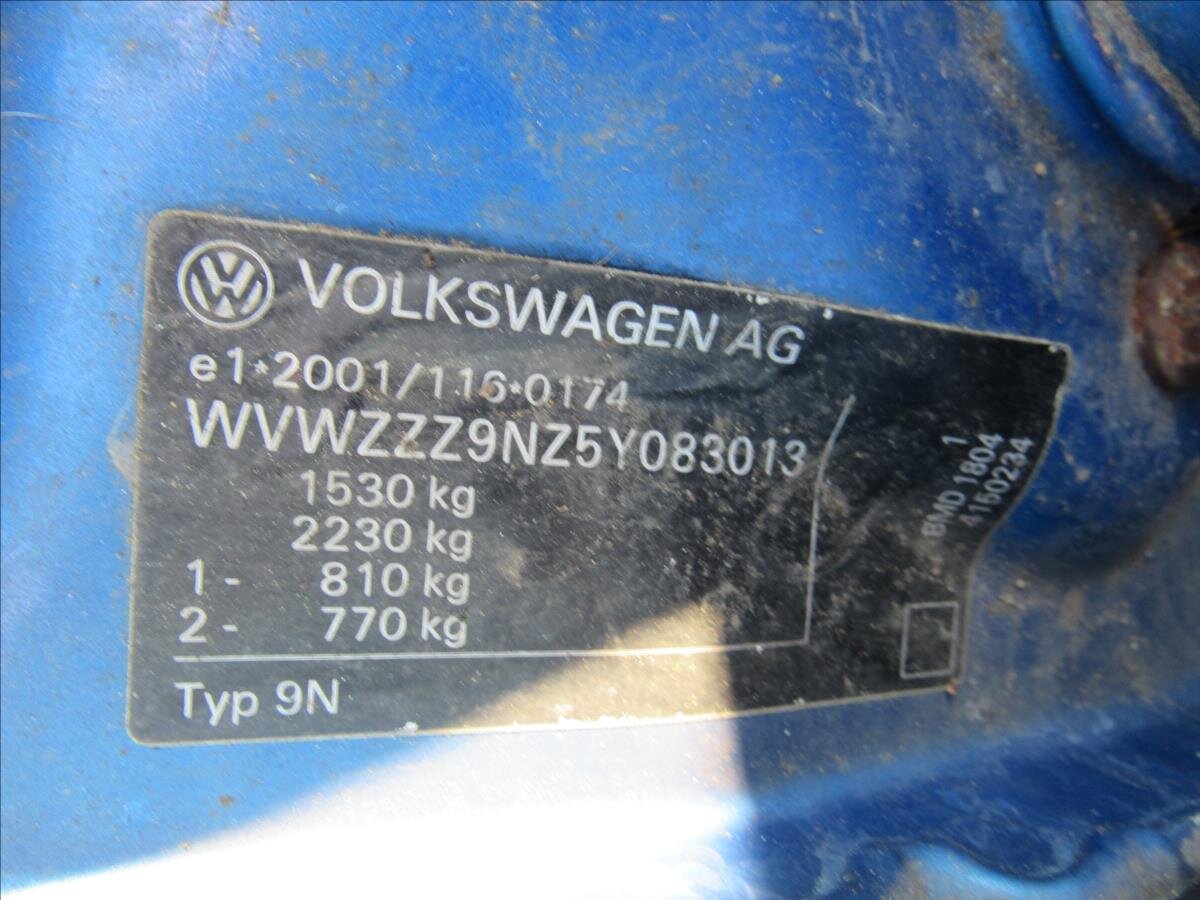 VOLKSWAGEN AG
e1*2001/116*0174
WVWZZZ9NZ5Y083013
1530 kg
2230 kg
1 - 810 kg
2 - 770 kg
Typ 9N
1
BMD 1804
4150234